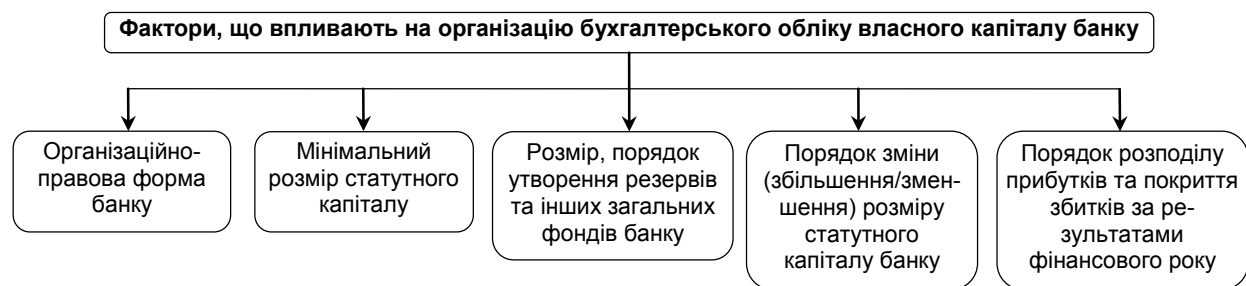 Фактори, що впливають на організацію бухгалтерського обліку власного капіталу банку
Організаційно-
правова форма
банку
Мінімальний
розмір статутного
капіталу
Розмір, порядок
утворення резервів
та інших загальних
фондів банку
Порядок зміни
(збільшення/змен-
шення) розміру
статутного
капіталу банку
Порядок розподілу
прибутків та покриття
збитків за ре-
зультатами
фінансового року